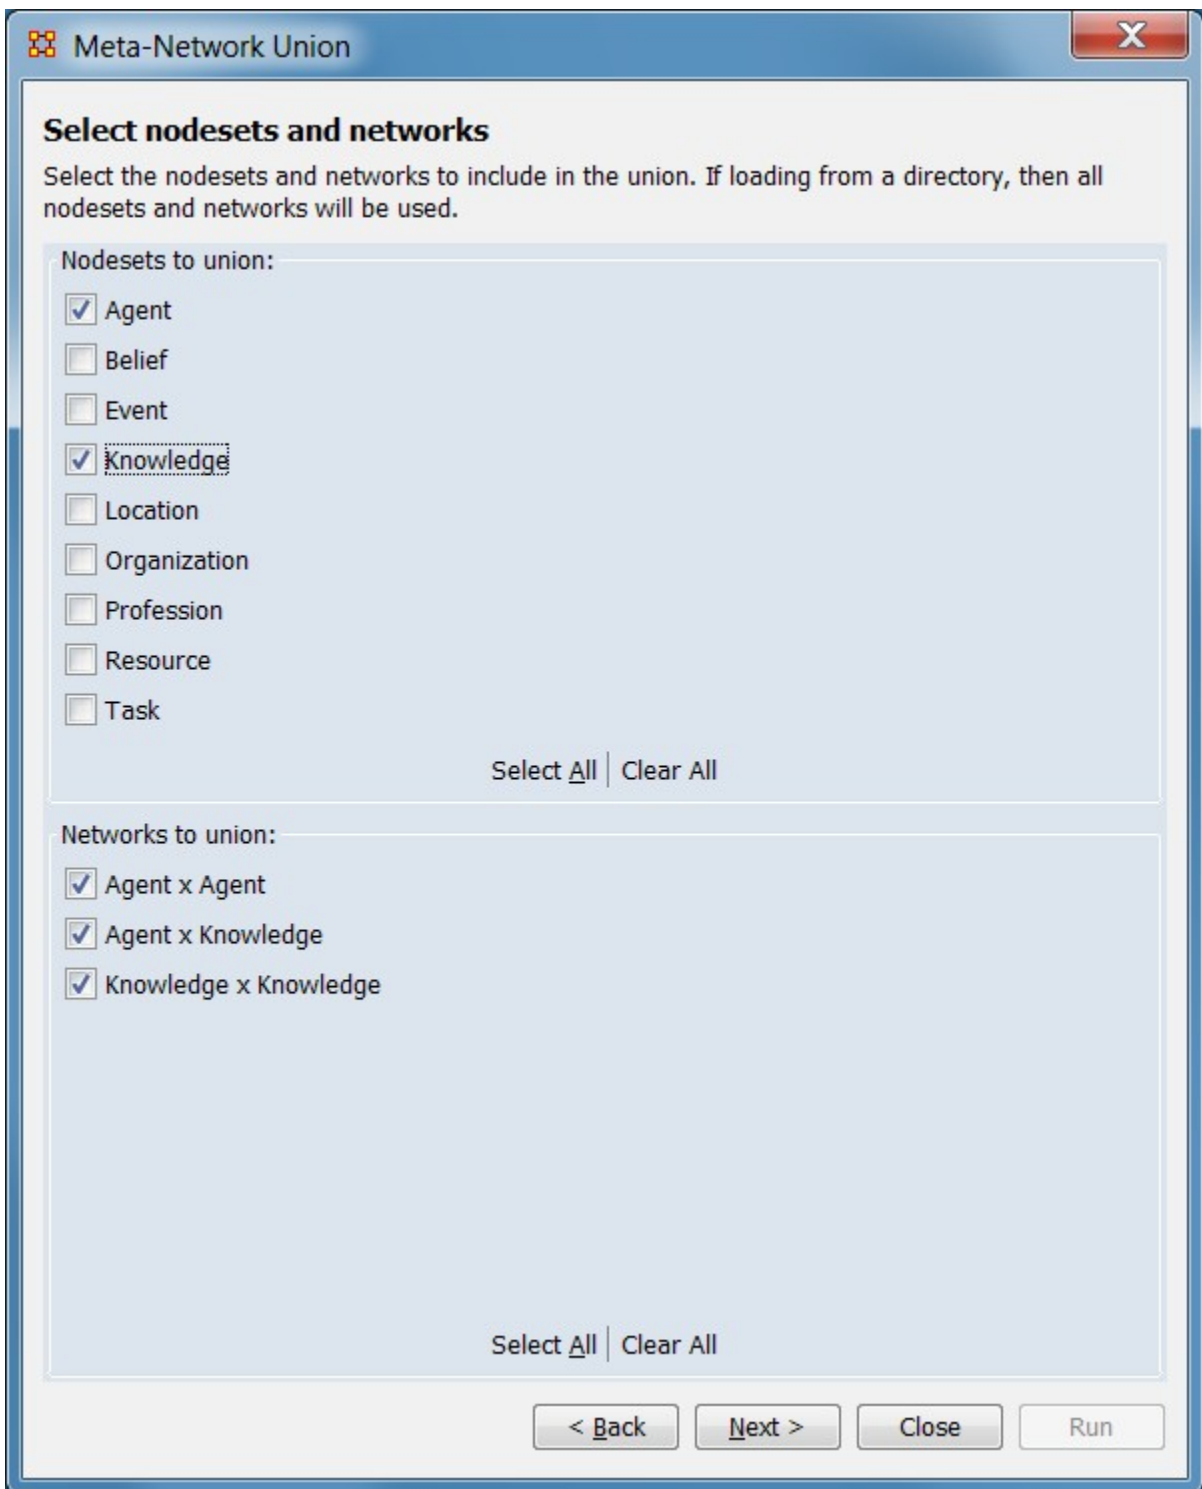 Meta-Network Union
X
Select nodesets and networks
Select the nodesets and networks to include in the union. If loading from a directory, then all
nodesets and networks will be used.
Nodesets to union:
Agent
Belief
Event
Knowledge
Location
Organization
Profession
Resource
Task
Select All | Clear All
Networks to union:
Agent x Agent
Agent x Knowledge
Knowledge x Knowledge
Select All | Clear All
< Back Next > Close Run